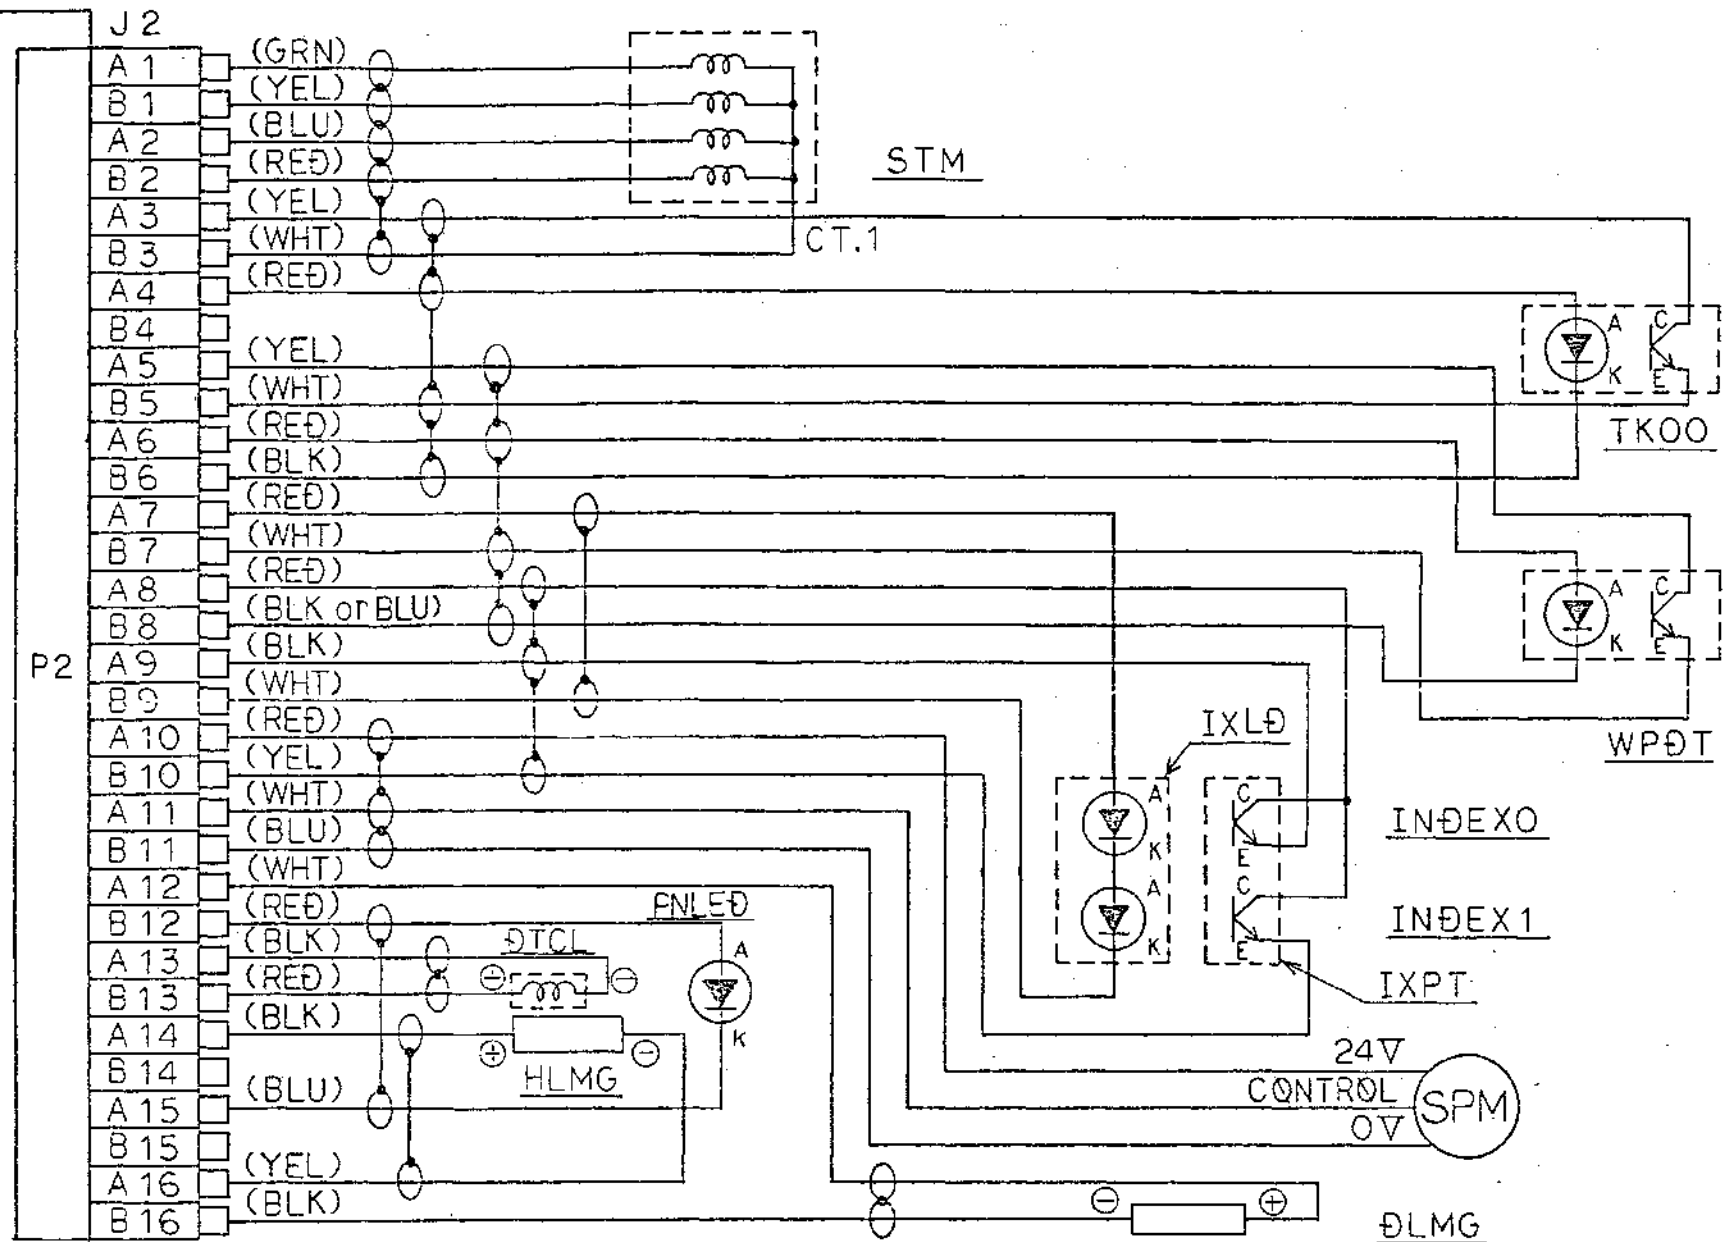 J2
A1 (GRN)
B1 (YEL)
A2 (BLU)
B2 (RED)
STM
A3 (YEL)
B3 (WHT)
CT.1
A4 (RED)
B4
A5 (YEL)
B5 (WHT)
A C
K E
TK00
A6 (RED)
B6 (BLK)
A7 (RED)
B7 (WHT)
A8 (RED)
B8 (BLK or BLU)
A C
K E
WPDT
P2
A9 (BLK)
B9 (WHT)
A10 (RED)
IXLD
B10 (YEL)
A11 (WHT)
A C
K E
INDEX0
B11 (BLU)
A12 (WHT)
A C
K E
INDEX1
IXPT
B12 (RED)
PNLED
A
K
A13 (BLK)
DTCL
⊖ ⊖
B13 (RED)
A14 (BLK)
⊕ ⊖
HLMG
B14
24V
CONTROL
0V
SPM
A15 (BLU)
B15
A16 (YEL)
B16 (BLK)
⊖ ⊕
DLMG